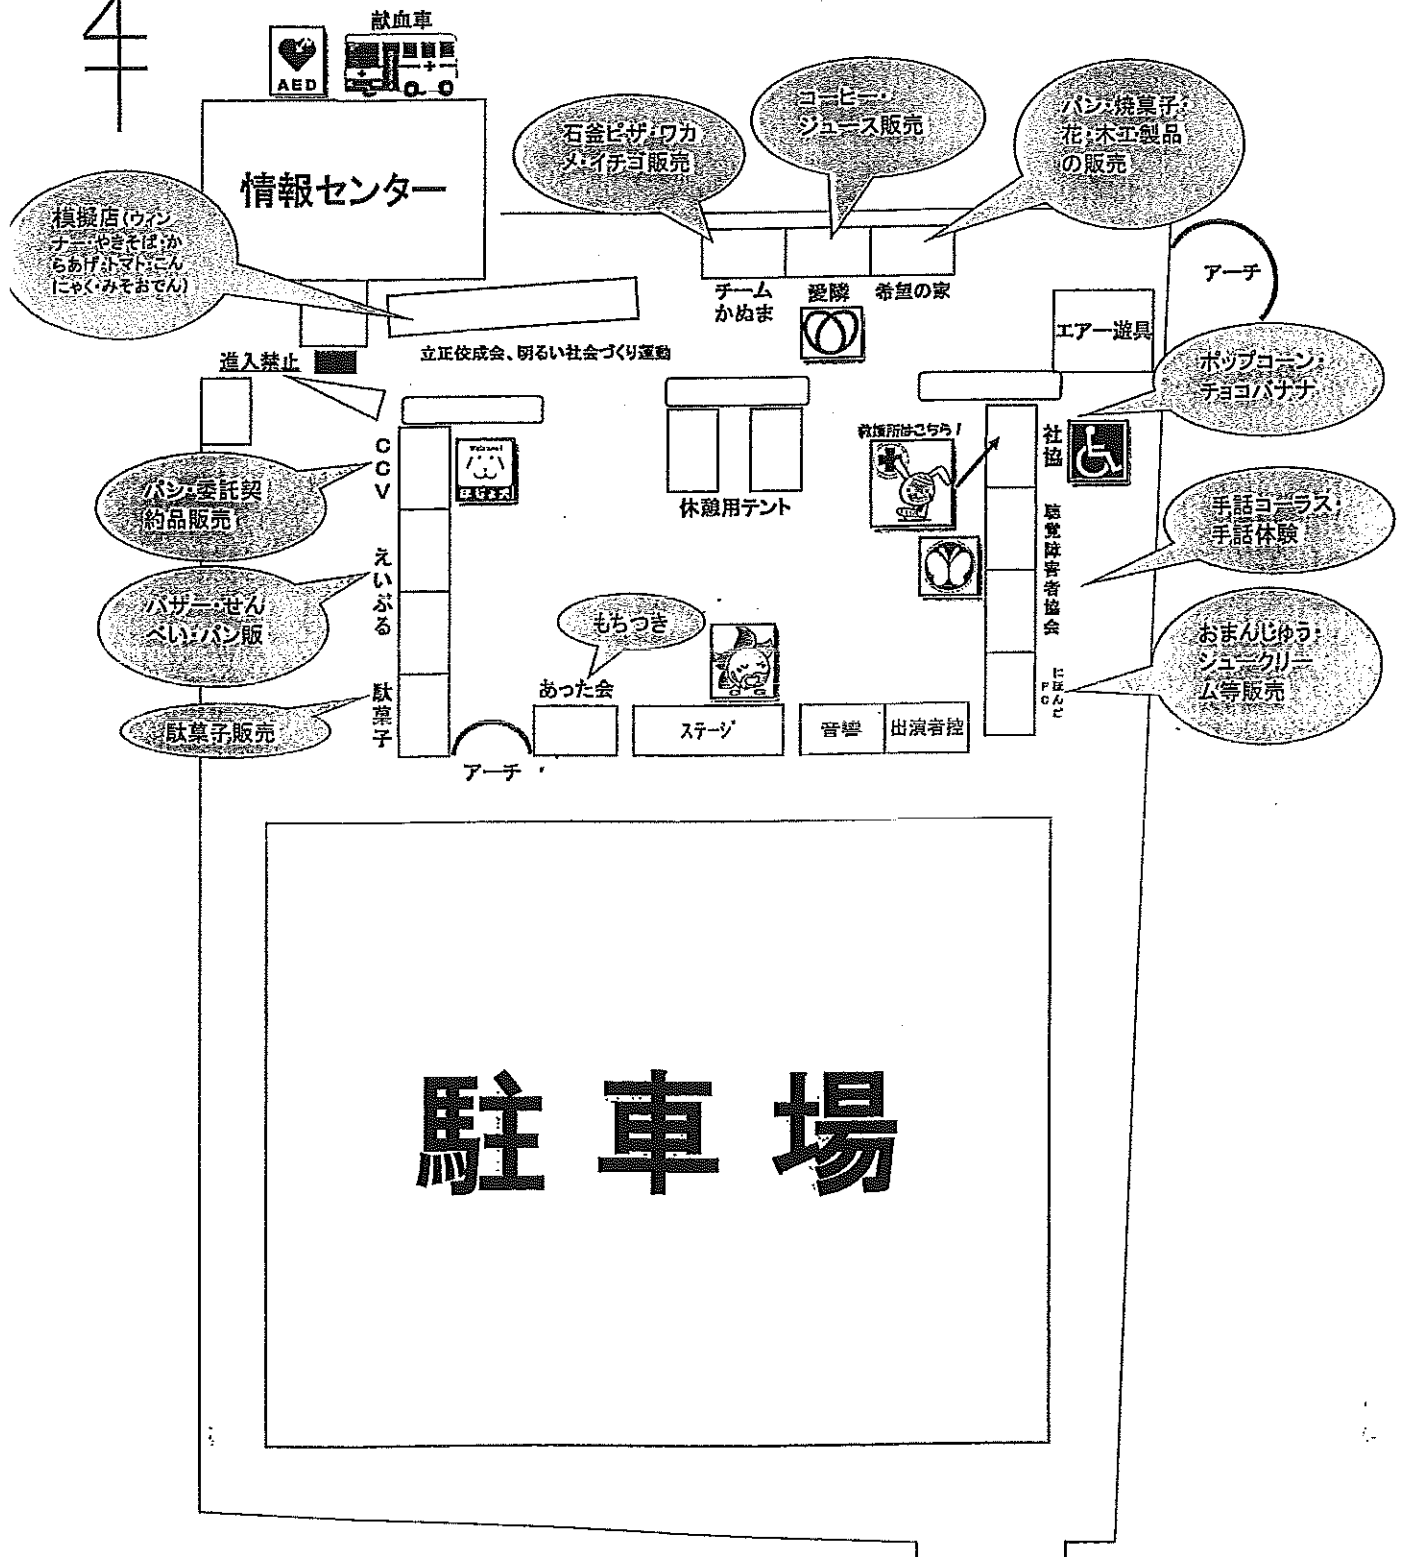 献血車
AED
情報センター
石釜ピザ・ワカ
メ・イチゴ販売
コーヒー・
ジュース販売
パン・焼菓子・
花・木工製品
の販売
模擬店(ウィン
ナー・やきそば・か
らあげ・トマト・こん
にゃく・みそおでん)
チーム
かぬま
愛隣
希望の家
アーチ
エアー遊具
立正佼成会、明るい社会づくり運動
進入禁止
ポップコーン・
チョコバナナ
救援所はこちら!
社協
CCV
パン・委託契
約品販売
休憩用テント
手話コーラス・
手話体験
聴覚障害者協会
えいぶる
バザー・せん
べい・パン販
もちつき
あった会
おまんじゅう・
シュークリー
ム等販売
にほんご
PC
駄菓子
駄菓子販売
アーチ
ステージ
音響
出演者控
駐車場